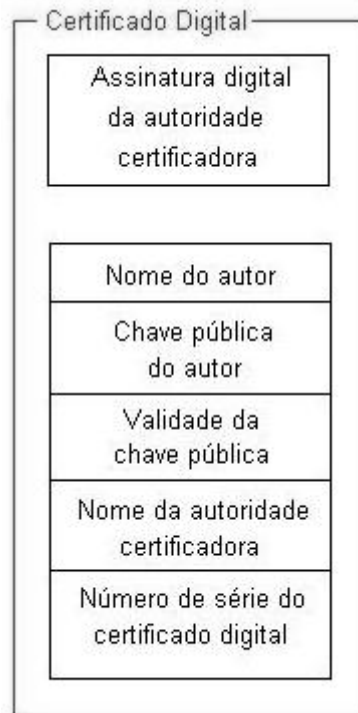 Certificado Digital
Assinatura digital
da autoridade
certificadora
Nome do autor
Chave pública
do autor
Validade da
chave pública
Nome da autoridade
certificadora
Número de série do
certificado digital